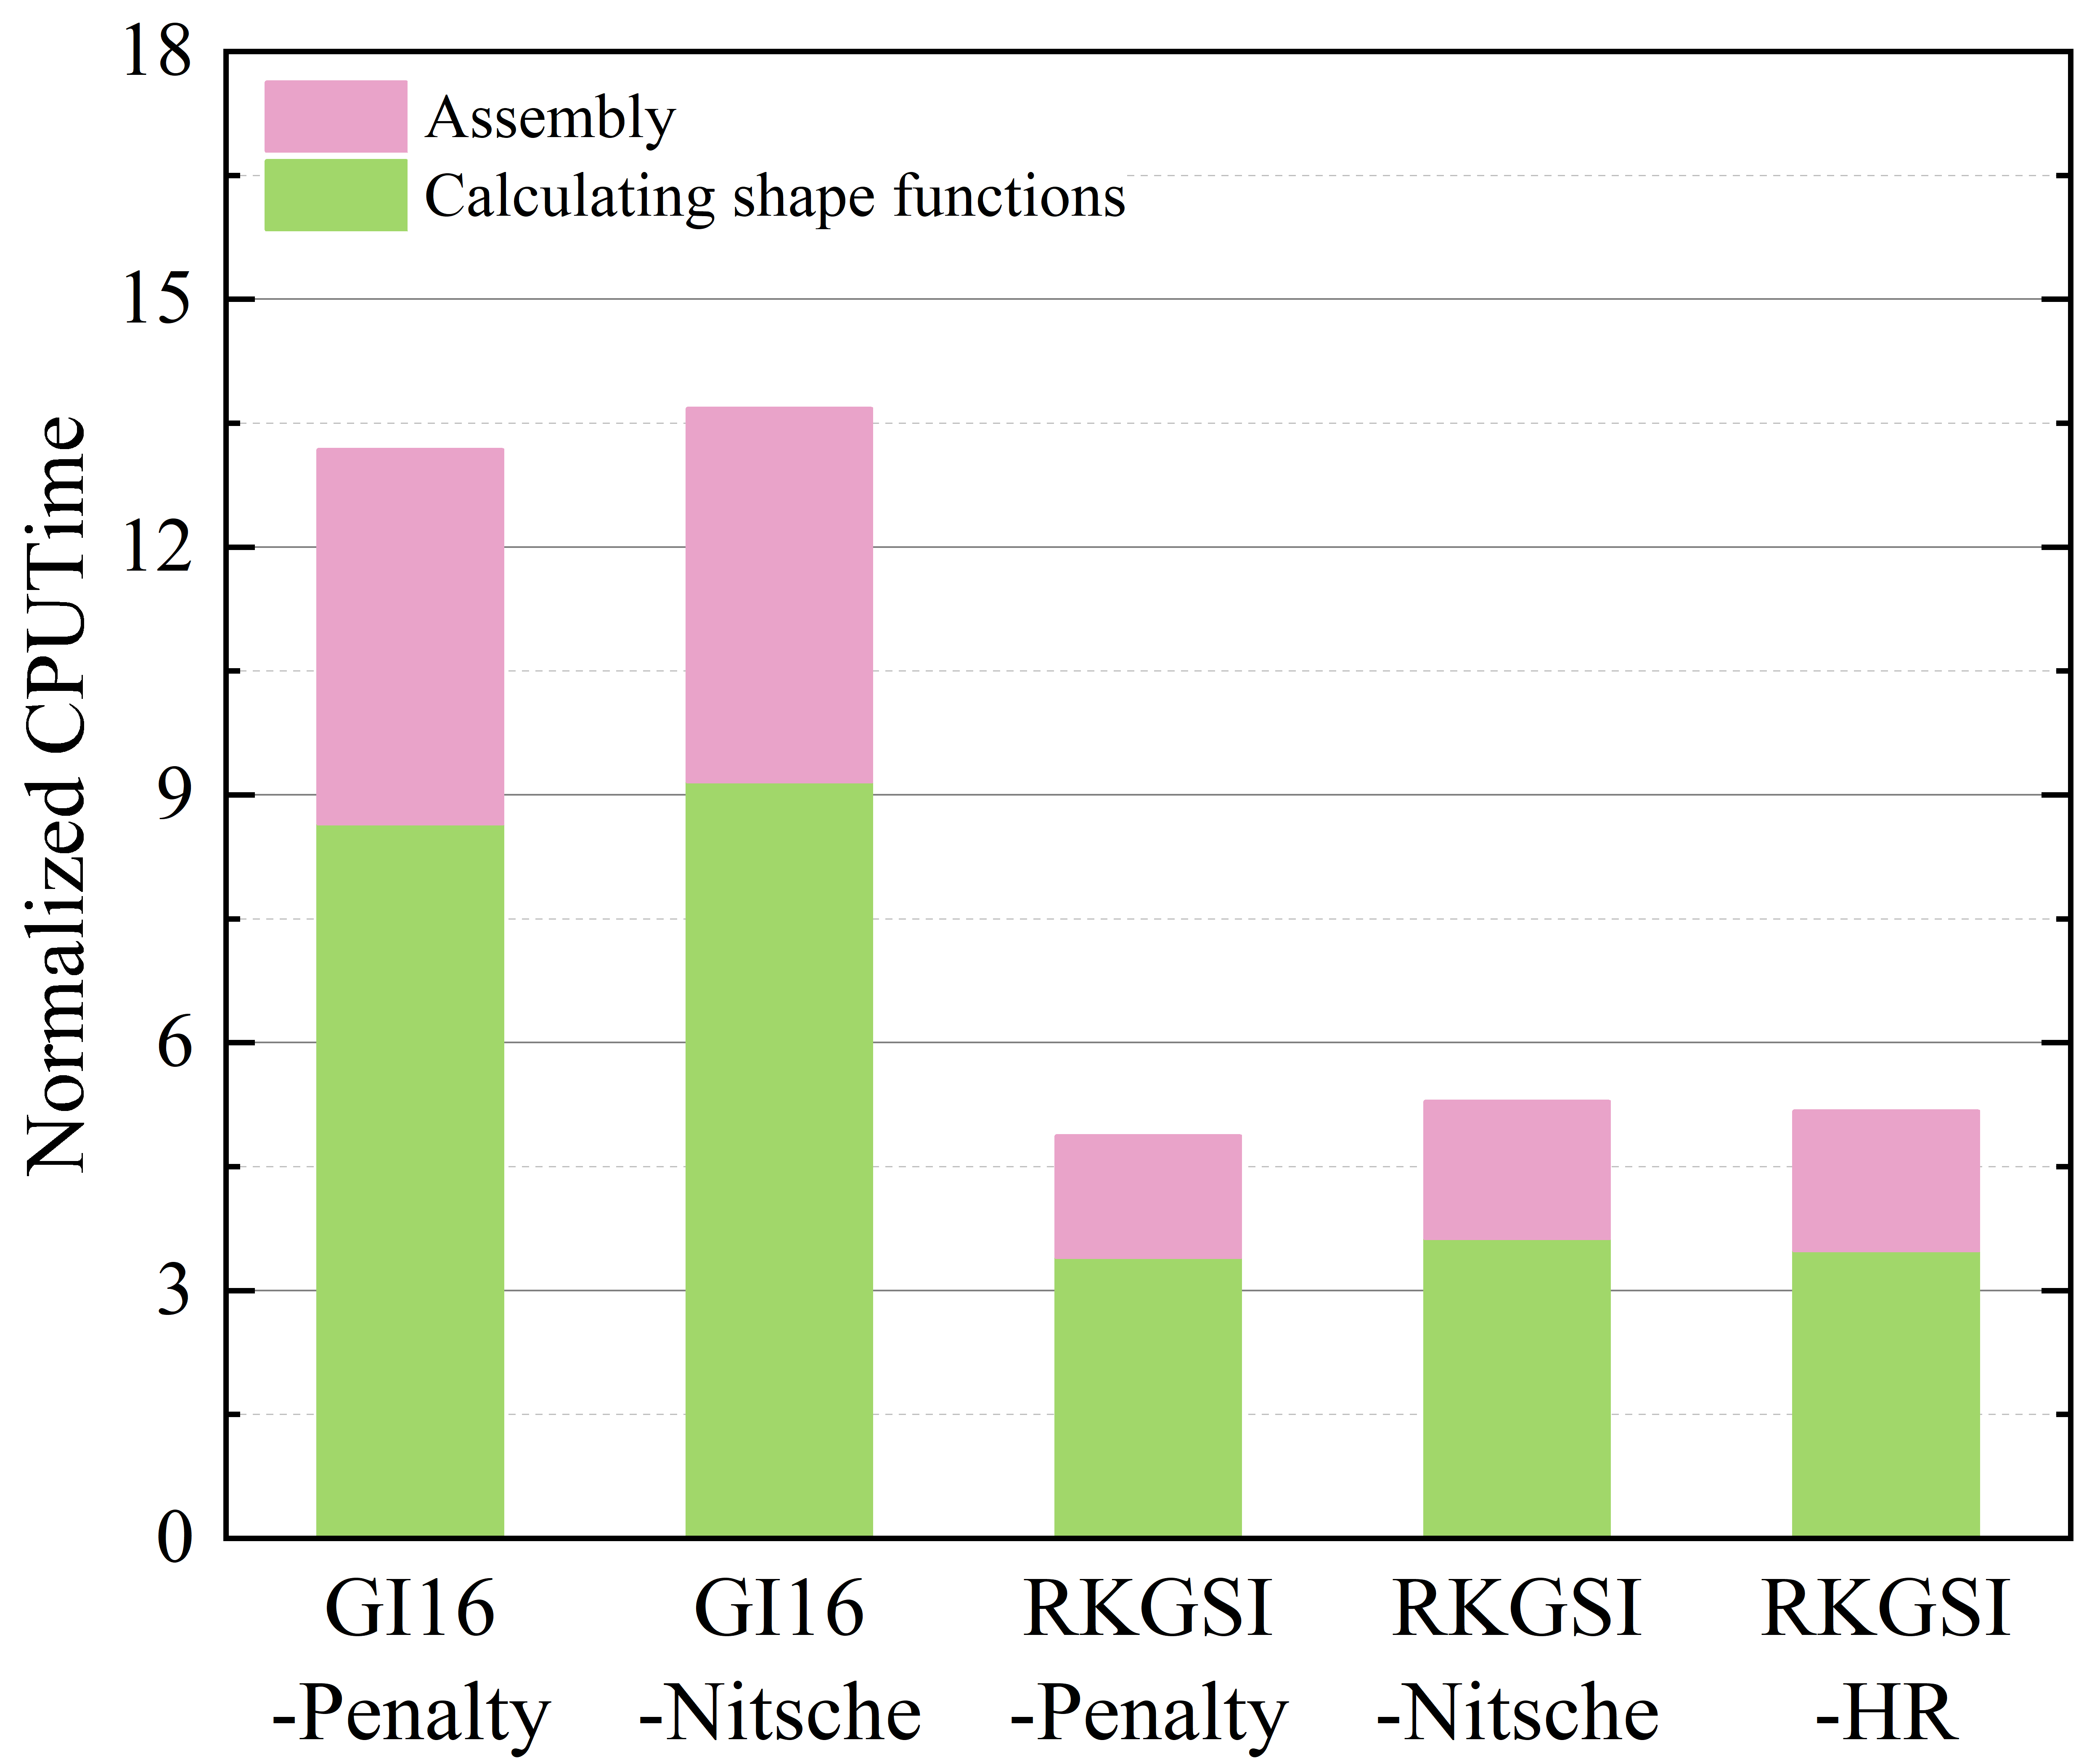 18
Assembly
Calculating shape functions
15
12
9
6
3
0
Normalized CPUTime
GI16
-Penalty
GI16
-Nitsche
RKGSI
-Penalty
RKGSI
-Nitsche
RKGSI
-HR